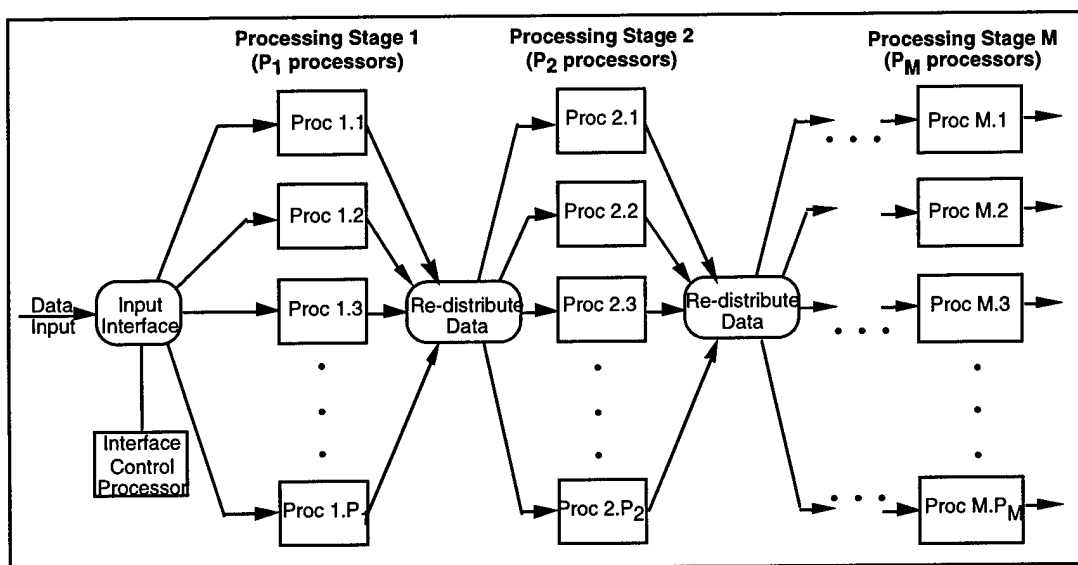 Processing Stage 1
(P1 processors)
Processing Stage 2
(P2 processors)
Processing Stage M
(PM processors)
Proc 1.1
Proc 2.1
Proc M.1
Proc 1.2
Proc 2.2
Proc M.2
Data
Input
Input
Interface
Proc 1.3
Re-distribute
Data
Proc 2.3
Re-distribute
Data
Proc M.3
Interface
Control
Processor
Proc 1.P
Proc 2.P2
Proc M.PM